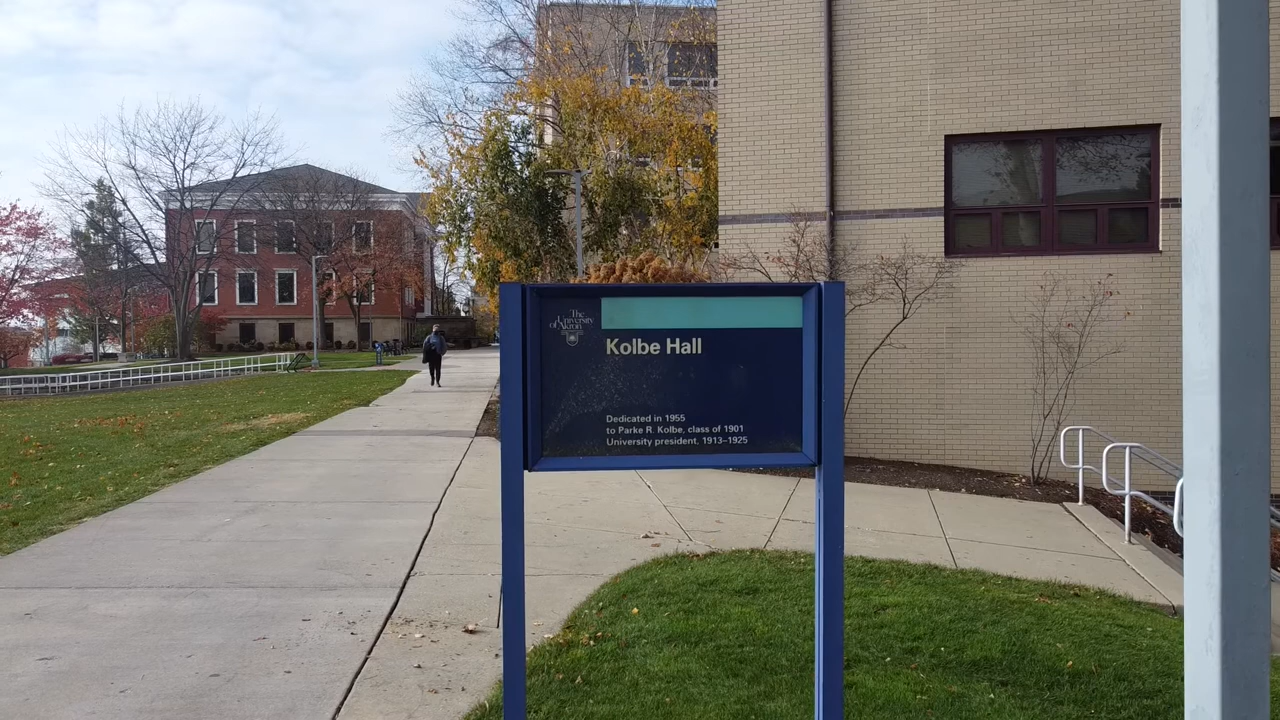 The
University
of Akron
Kolbe Hall
Dedicated in 1955
to Parke R. Kolbe, class of 1901
University president, 1913–1925